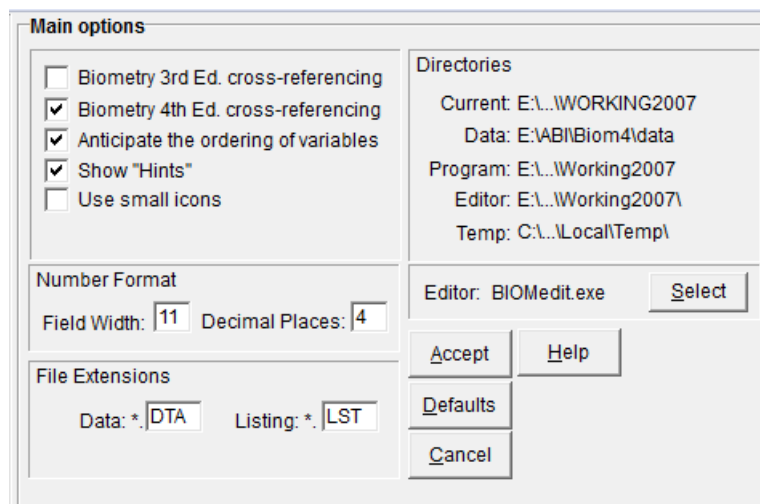 Main options
Biometry 3rd Ed. cross-referencing
Biometry 4th Ed. cross-referencing
Anticipate the ordering of variables
Show "Hints"
Use small icons
Directories
Current: E:\...\WORKING2007
Data: E:\ABI\Biom4\data
Program: E:\...\Working2007
Editor: E:\...\Working2007\
Temp: C:\...\Local\Temp\
Number Format
Field Width: 11 Decimal Places: 4
Editor: BIOMedit.exe Select
File Extensions
Data: *. DTA Listing: *. LST
Accept Help
Defaults
Cancel